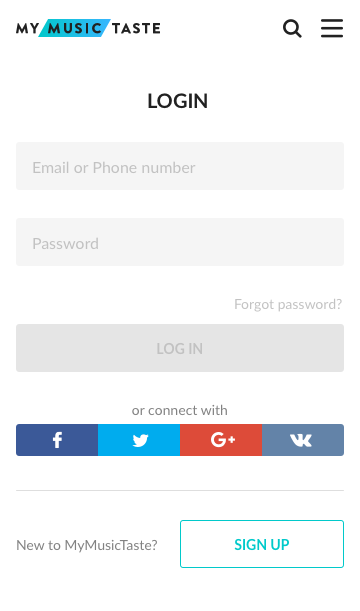 MY MUSIC TASTE
LOGIN
Email or Phone number
Password
Forgot password?
LOG IN
or connect with
New to MyMusicTaste?
SIGN UP